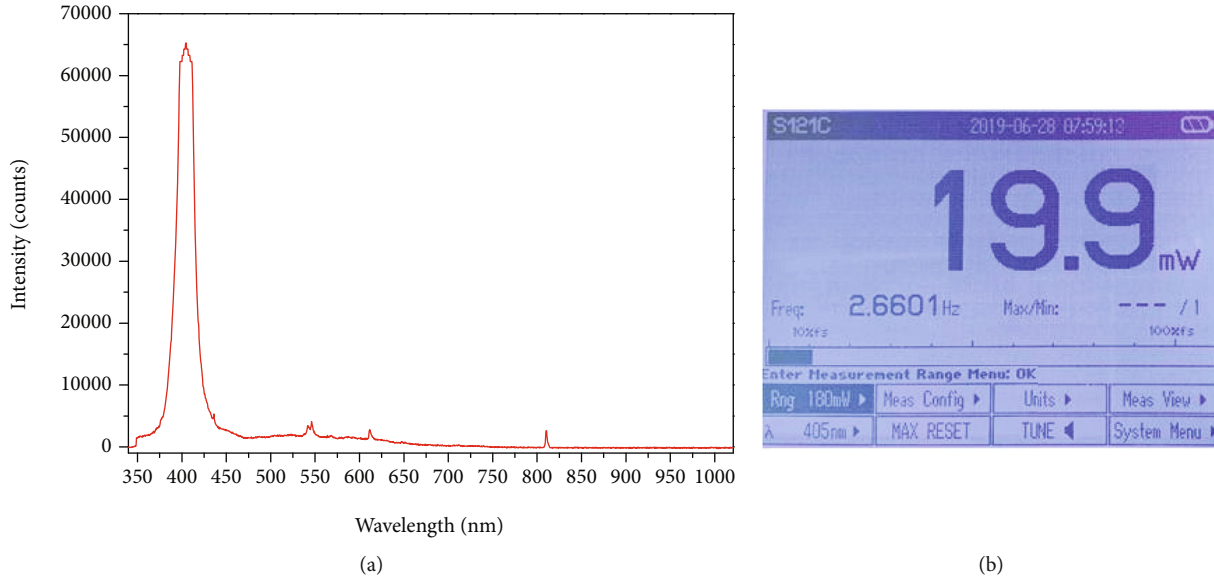 70000
60000
50000
40000
30000
20000
10000
0
Intensity (counts)
350 400 450 500 550 600 650 700 750 800 850 900 950 1000
Wavelength (nm)
(a)
S121C 2019-06-28 07:59:13
19.9 mW
Freq: 2.6601 Hz Max/Min: --- / 1
10%fs 100%fs
Enter Measurement Range Menu: OK
Rng 180mW Meas Config Units Meas View
λ 405nm MAX RESET TUNE System Menu
(b)